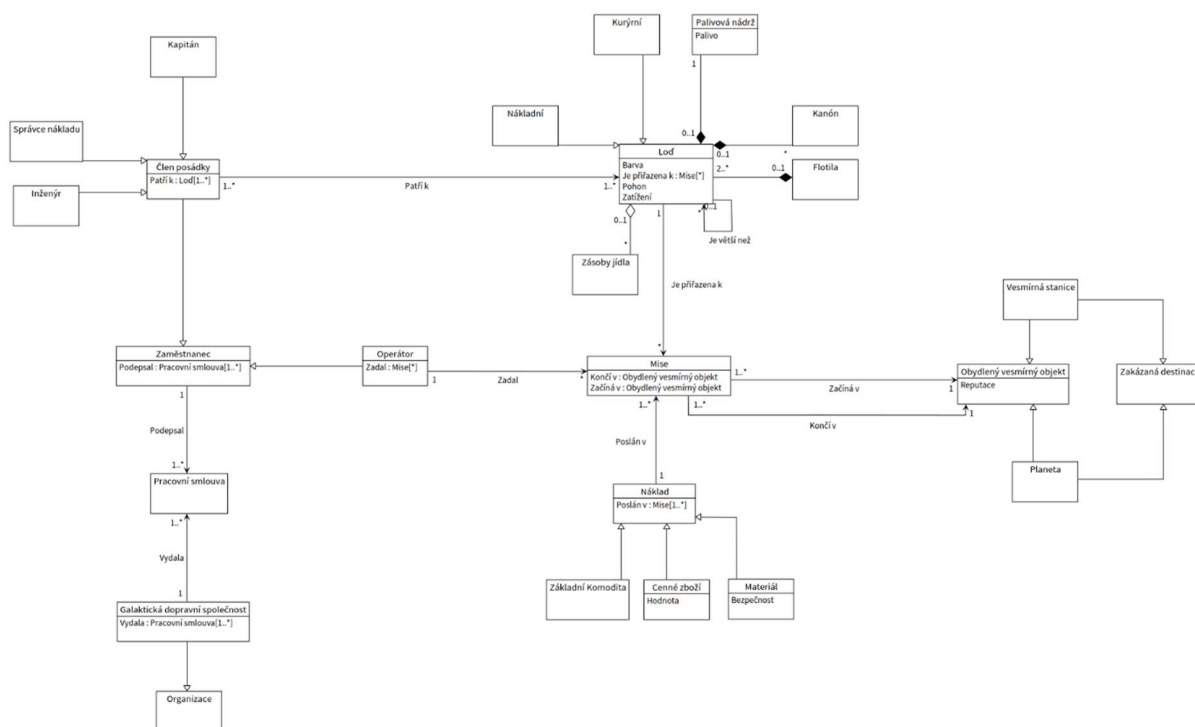 Kurýrní
Palivová nádrž
Palivo
Kapitán
1
Nákladní
Kanón
Správce nákladu
0..1
Loď
0..1
*
Člen posádky
Patří k : Loď[1..*]
Barva
Je přiřazena k : Mise[*]
Pohon
Zatížení
2..*
0..1
Flotila
Inženýr
1..*
Patří k
1..*
0..1
1
*
0..1
Je větší než
*
Zásoby jídla
Je přiřazena k
Vesmírná stanice
*
Zaměstnanec
Podepsal : Pracovní smlouva[1..*]
Operátor
Zadal : Mise[*]
1
Zadal
*
Mise
Končí v : Obydlený vesmírný objekt
Začíná v : Obydlený vesmírný objekt
1..*
Začíná v
1
Obydlený vesmírný objekt
Reputace
Zakázaná destinac
1
1..*
1..*
Končí v
1
Podepsal
Poslán v
1..*
Pracovní smlouva
1
Planeta
Náklad
Poslán v : Mise[1..*]
1..*
Vydala
Základní Komodita
Cenné zboží
Hodnota
Materiál
Bezpečnost
1
Galaktická dopravní společnost
Vydala : Pracovní smlouva[1..*]
Organizace